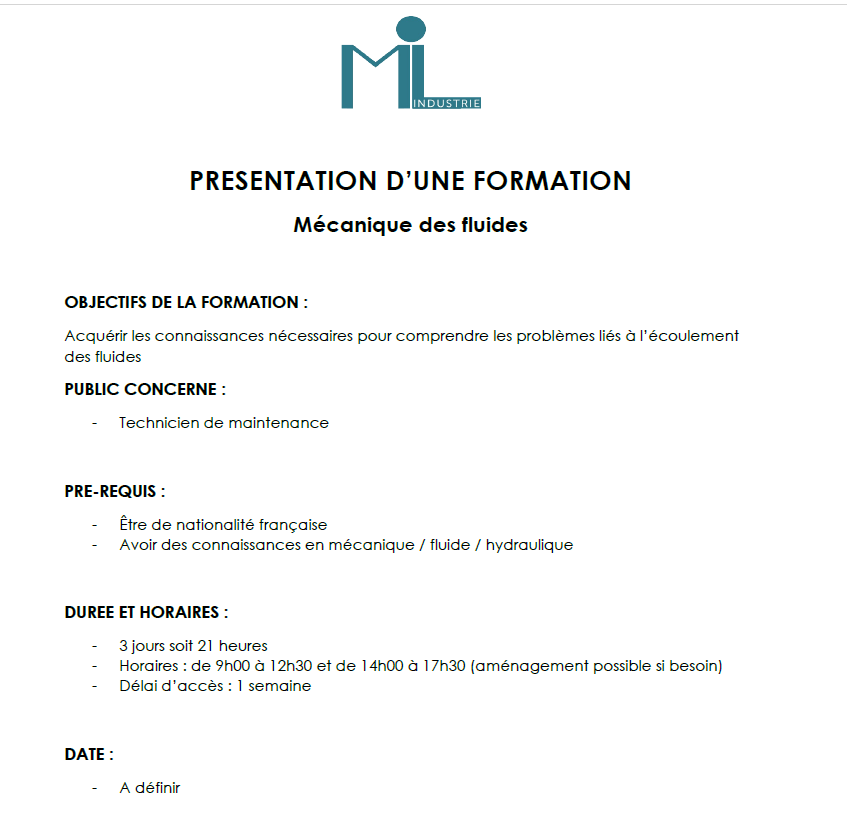 MIL
INDUSTRIE
PRESENTATION D’UNE FORMATION
Mécanique des fluides
OBJECTIFS DE LA FORMATION :
Acquérir les connaissances nécessaires pour comprendre les problèmes liés à l’écoulement
des fluides
PUBLIC CONCERNE :
- Technicien de maintenance
PRE-REQUIS :
- Être de nationalité française
- Avoir des connaissances en mécanique / fluide / hydraulique
DUREE ET HORAIRES :
- 3 jours soit 21 heures
- Horaires : de 9h00 à 12h30 et de 14h00 à 17h30 (aménagement possible si besoin)
- Délai d’accès : 1 semaine
DATE :
- A définir